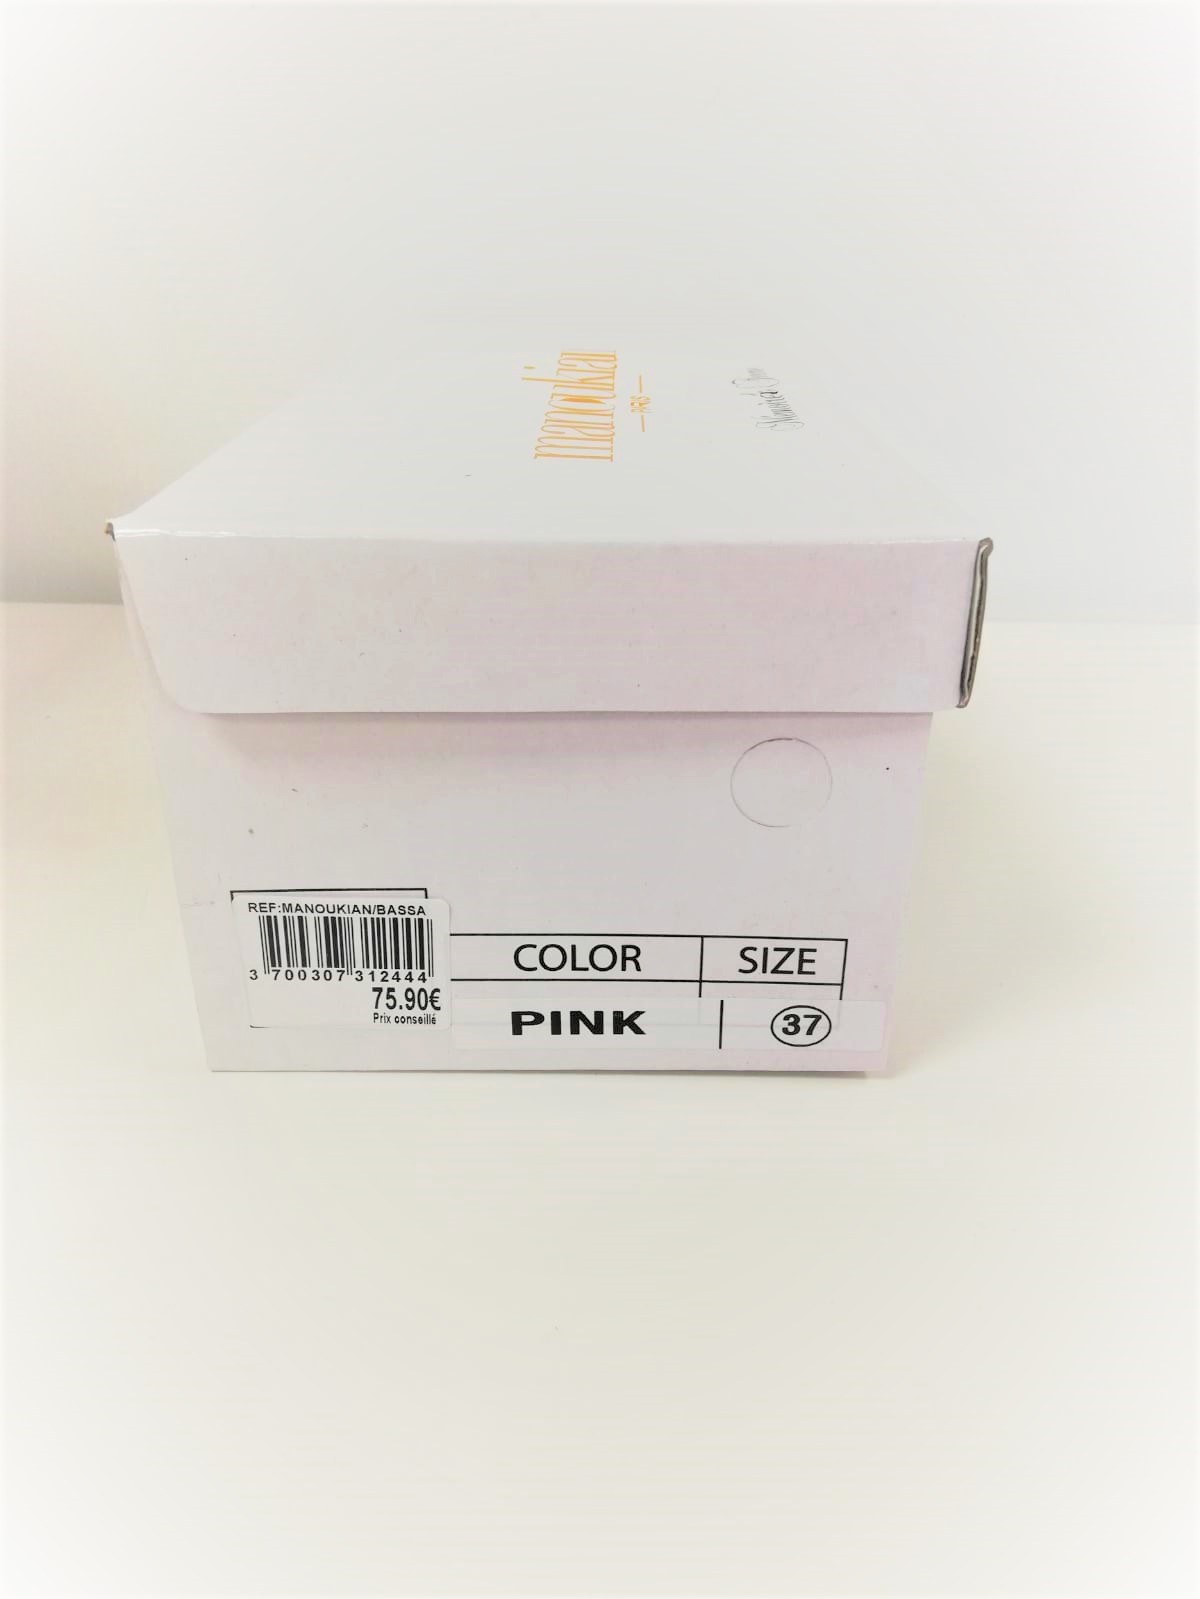 manoukian
— PARIS —
REF:MANOUKIAN/BASSA
3 700307 312444
75.90€
Prix conseillé
COLOR
SIZE
PINK
37